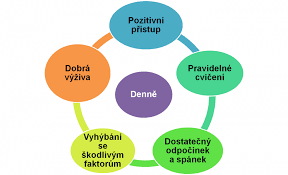 Pozitivní
přístup
Pravidelné
cvičení
Dostatečný
odpočinek
a spánek
Vyhýbání
se
škodlivým
faktorům
Dobrá
výživa
Denně